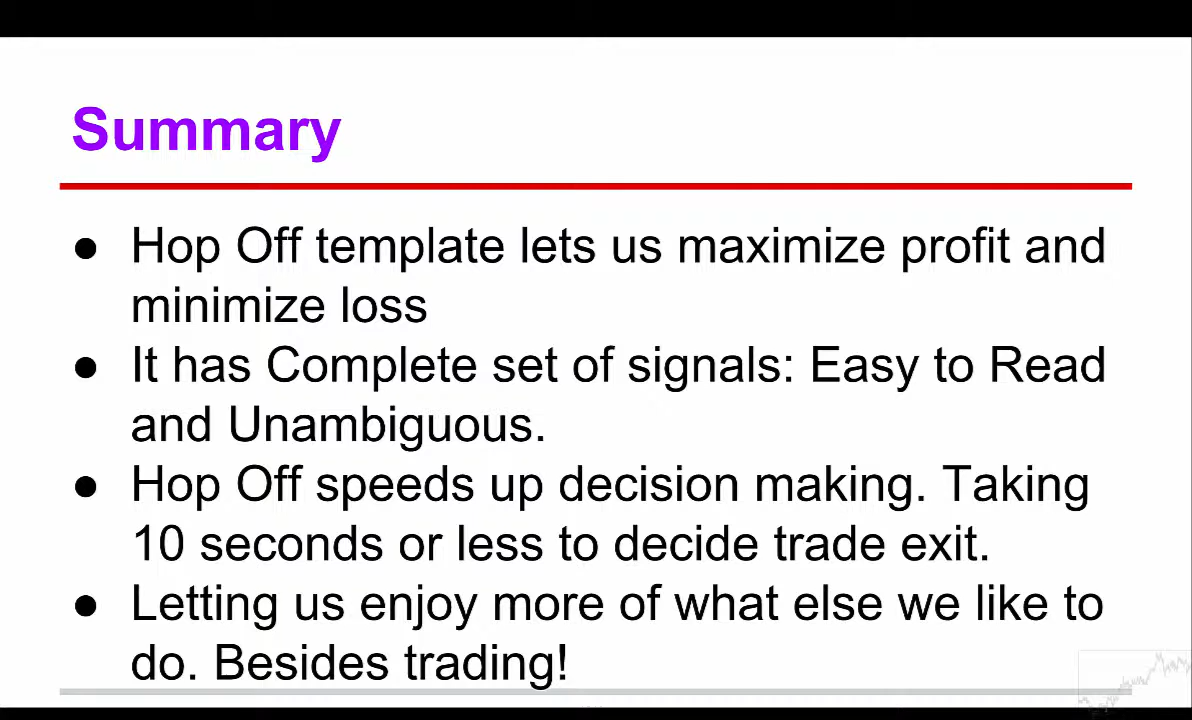 Summary
● Hop Off template lets us maximize profit and
minimize loss
● It has Complete set of signals: Easy to Read
and Unambiguous.
● Hop Off speeds up decision making. Taking
10 seconds or less to decide trade exit.
● Letting us enjoy more of what else we like to
do. Besides trading!